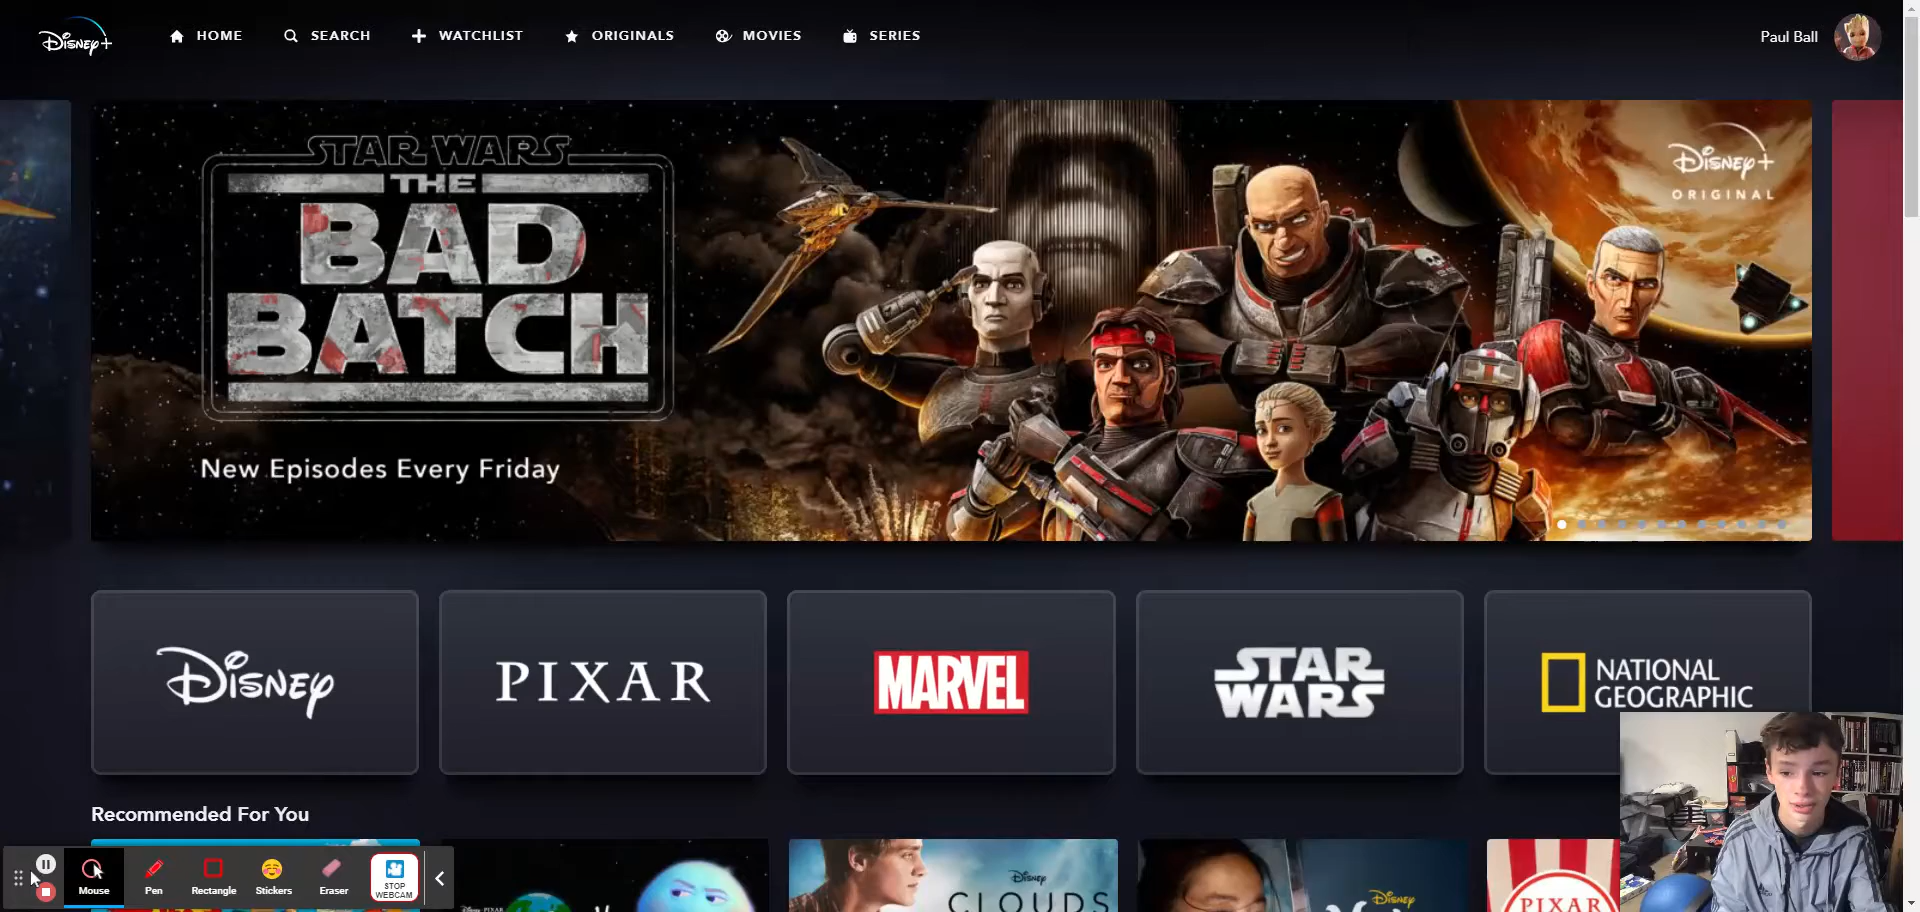 Disney+
HOME
SEARCH
WATCHLIST
ORIGINALS
MOVIES
SERIES
Paul Ball
STAR WARS
THE
BAD
BATCH
New Episodes Every Friday
Disney+
ORIGINAL
Disney
PIXAR
MARVEL
STAR
WARS
NATIONAL
GEOGRAPHIC
Recommended For You
Mouse
Pen
Rectangle
Stickers
Eraser
STOP
WEBCAM
Disney
CLOUDS
Disney
PIXAR